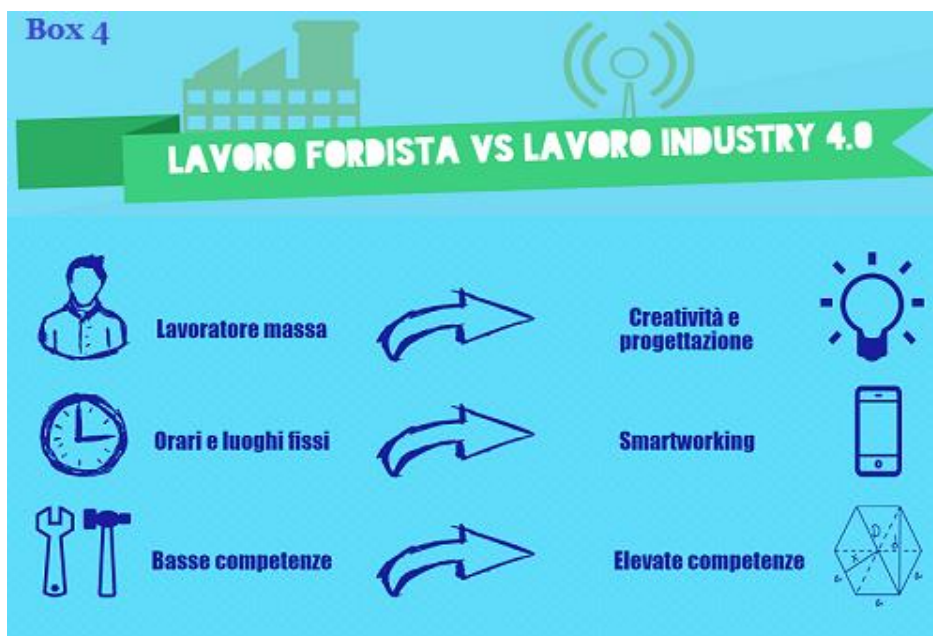 Box 4
LAVORO FORDISTA VS LAVORO INDUSTRY 4.0
Lavoratore massa
Creatività e
progettazione
Orari e luoghi fissi
Smartworking
Basse competenze
Elevate competenze